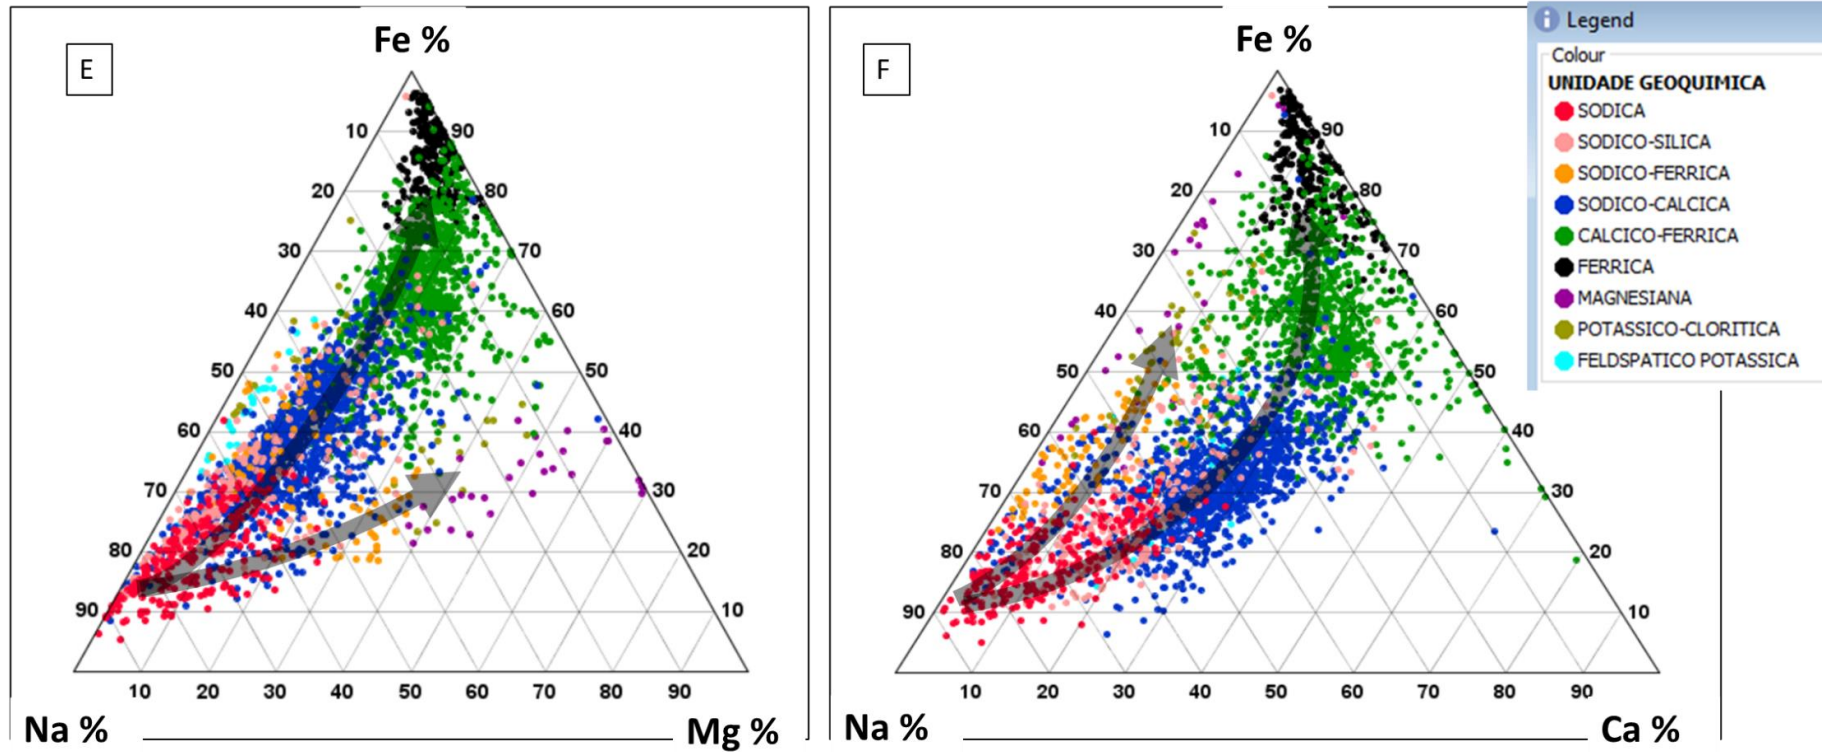 E
Fe %
10
90
20
80
30
70
40
60
50
50
60
40
70
30
80
20
90
10
10 20 30 40 50 60 70 80 90
Na %
Mg %
F
Fe %
10
90
20
80
30
70
40
60
50
50
60
40
70
30
80
20
90
10
10 20 30 40 50 60 70 80 90
Na %
Ca %
Legend
Colour
UNIDADE GEOQUIMICA
SODICA
SODICO-SILICA
SODICO-FERRICA
SODICO-CALCICA
CALCICO-FERRICA
FERRICA
MAGNESIANA
POTASSICO-CLORITICA
FELDSPATICO POTASSICA